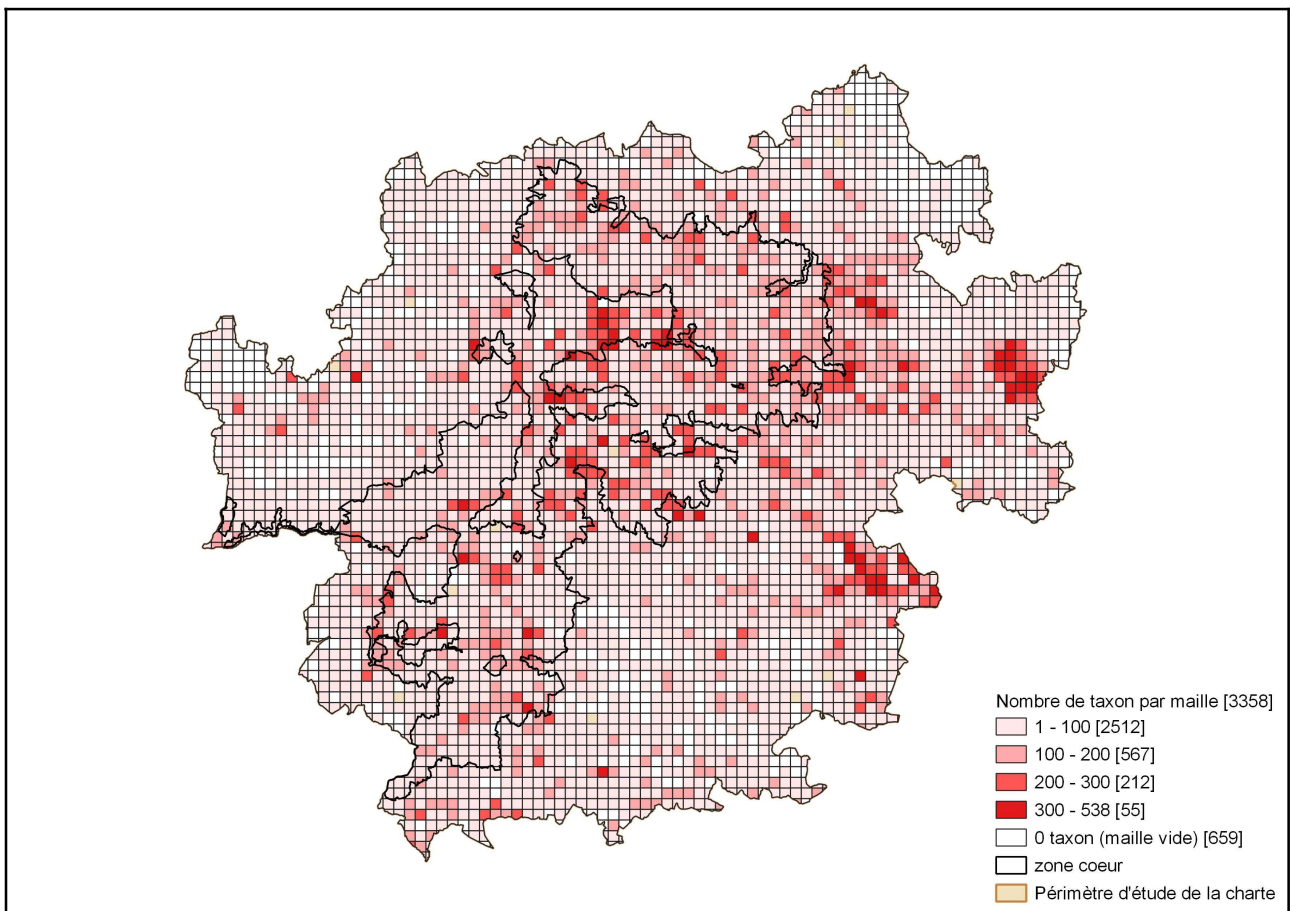 Nombre de taxon par maille [3358]
1 - 100 [2512]
100 - 200 [567]
200 - 300 [212]
300 - 538 [55]
0 taxon (maille vide) [659]
zone coeur
Périmètre d'étude de la charte